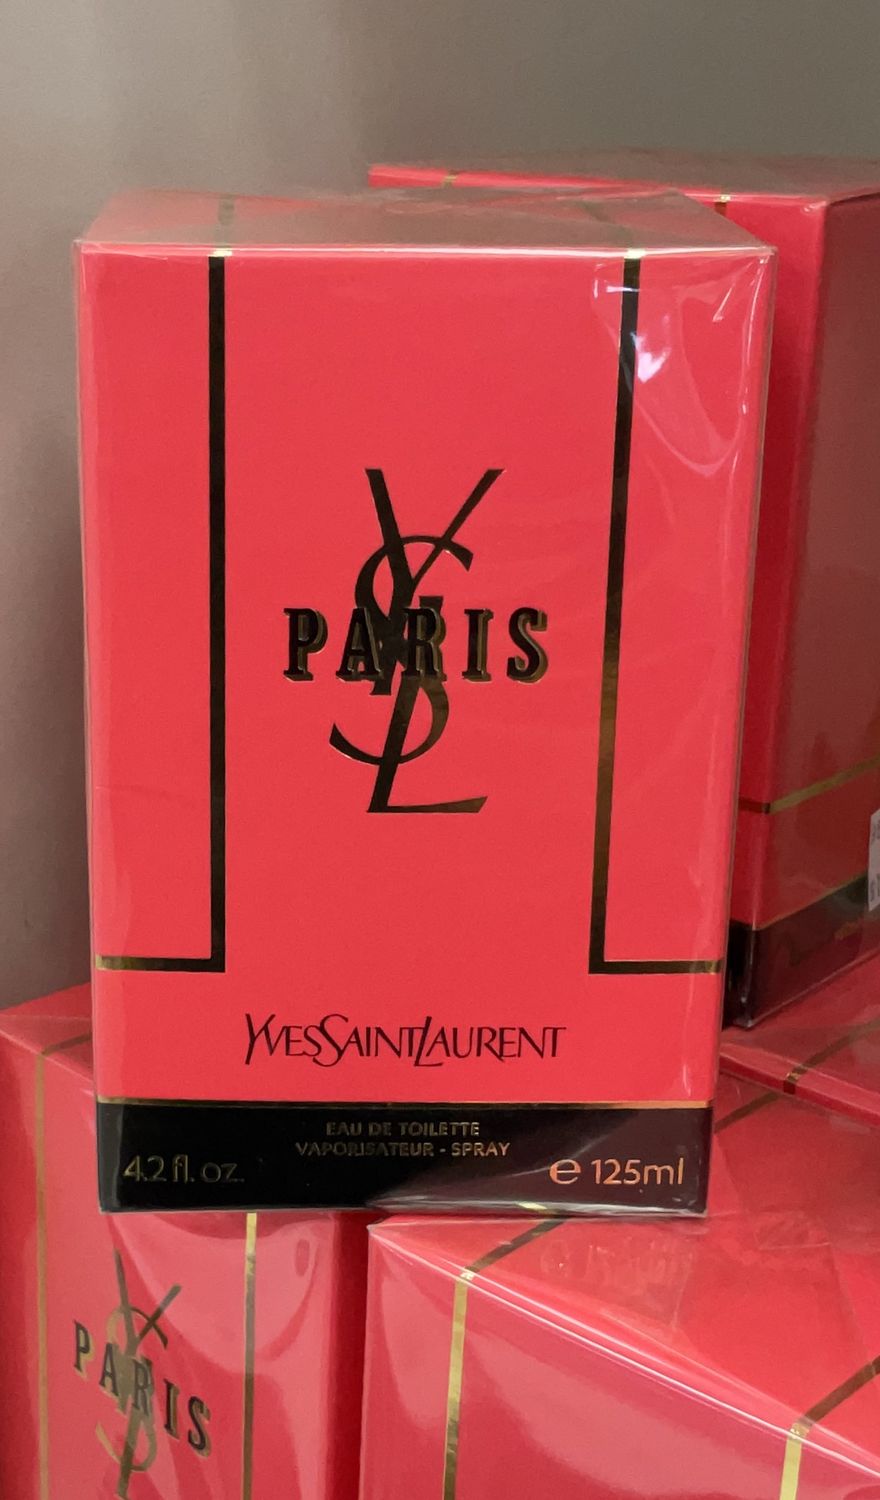 YSL
PARIS
YVESSAINTLAURENT
EAU DE TOILETTE
VAPORISATEUR - SPRAY
4.2 fl. oz.
e 125ml
PARIS